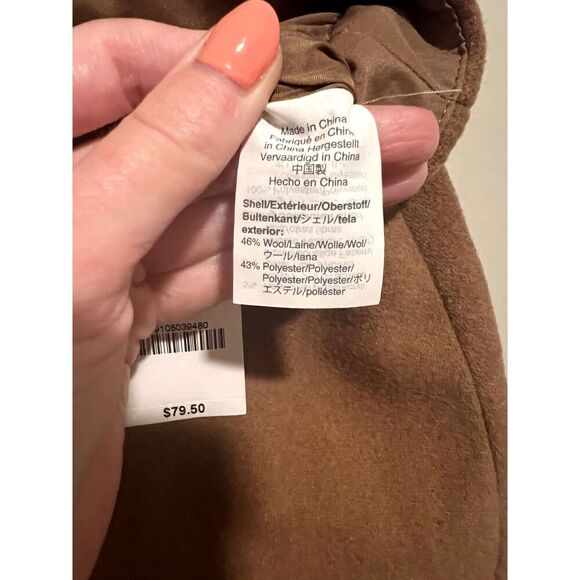 Made in China
Fabriqué en Chin
in China Hergestellt
Vervaardigd in China
中国製
Hecho en China
Shell/Extérieur/Oberstoff/
Buitenkant/シェル/tela
exterior:
46% Wool/Laine/Wolle/Wol/
ウール/lana
43% Polyester/Polyester/
Polyester/Polyester/ポリ
エステル/poliéster
9105039480
$79.50